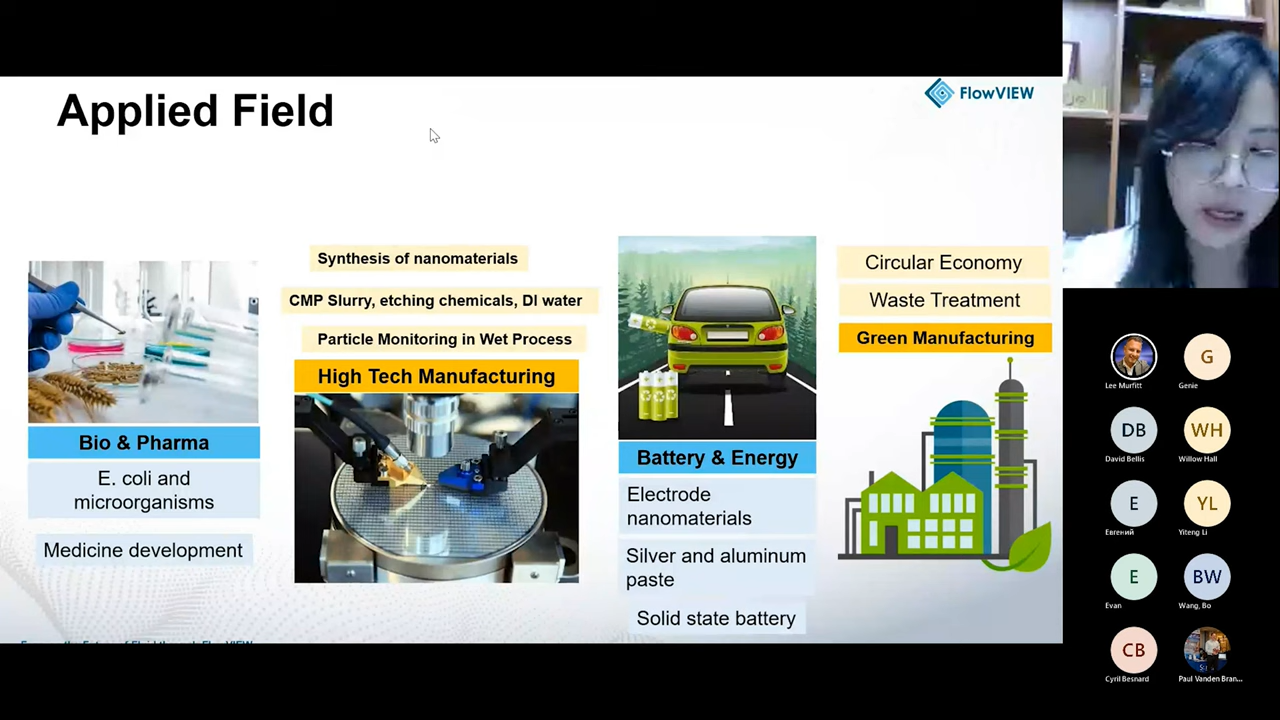 Applied Field
FlowVIEW
Bio & Pharma
E. coli and
microorganisms
Medicine development
Synthesis of nanomaterials
CMP Slurry, etching chemicals, DI water
Particle Monitoring in Wet Process
High Tech Manufacturing
Battery & Energy
Electrode
nanomaterials
Silver and aluminum
paste
Solid state battery
Circular Economy
Waste Treatment
Green Manufacturing
Lee Murfitt
G
Genie
DB
David Bellis
WH
Willow Hall
E
Евгений
YL
Yiteng Li
E
Evan
BW
Wang, Bo
CB
Cyril Besnard
Paul Vanden Bran...